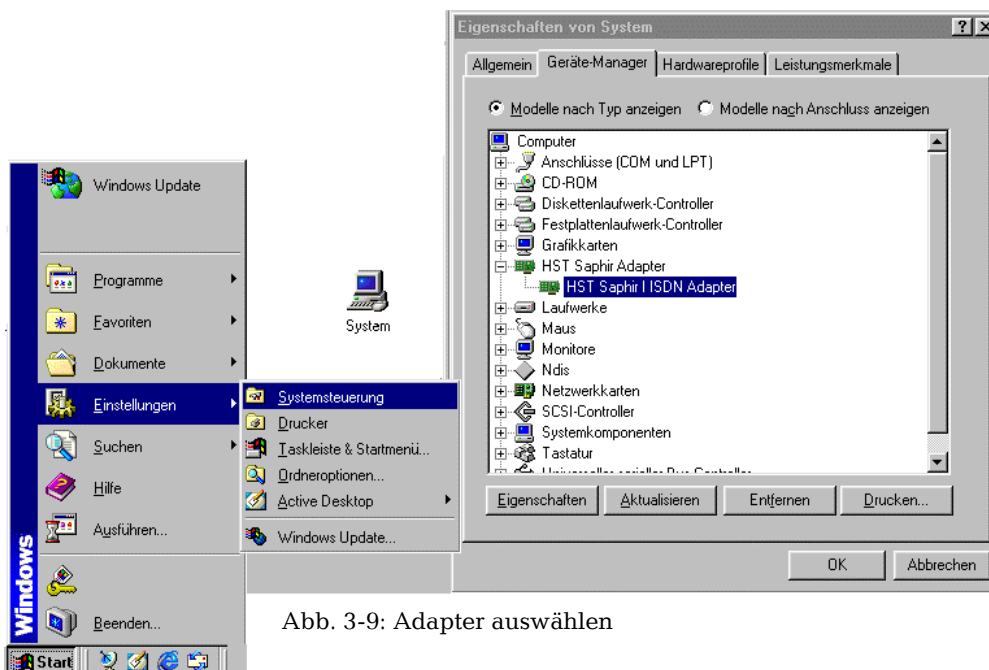 Windows Update
Programme
Favoriten
Dokumente
Einstellungen
Suchen
Hilfe
Ausführen...
Beenden...
Windows
Start
Systemsteuerung
Drucker
Taskleiste & Startmenü...
Ordneroptionen...
Active Desktop
Windows Update...
System
Eigenschaften von System
Allgemein Geräte-Manager Hardwareprofile Leistungsmerkmale
Modelle nach Typ anzeigen Modelle nach Anschluss anzeigen
Computer
Anschlüsse (COM und LPT)
CD-ROM
Diskettenlaufwerk-Controller
Festplattenlaufwerk-Controller
Grafikkarten
HST Saphir Adapter
HST Saphir I ISDN Adapter
Laufwerke
Maus
Monitore
Ndis
Netzwerkkarten
SCSI-Controller
Systemkomponenten
Tastatur
Eigenschaften Aktualisieren Entfernen Drucken...
OK Abbrechen
Abb. 3-9: Adapter auswählen